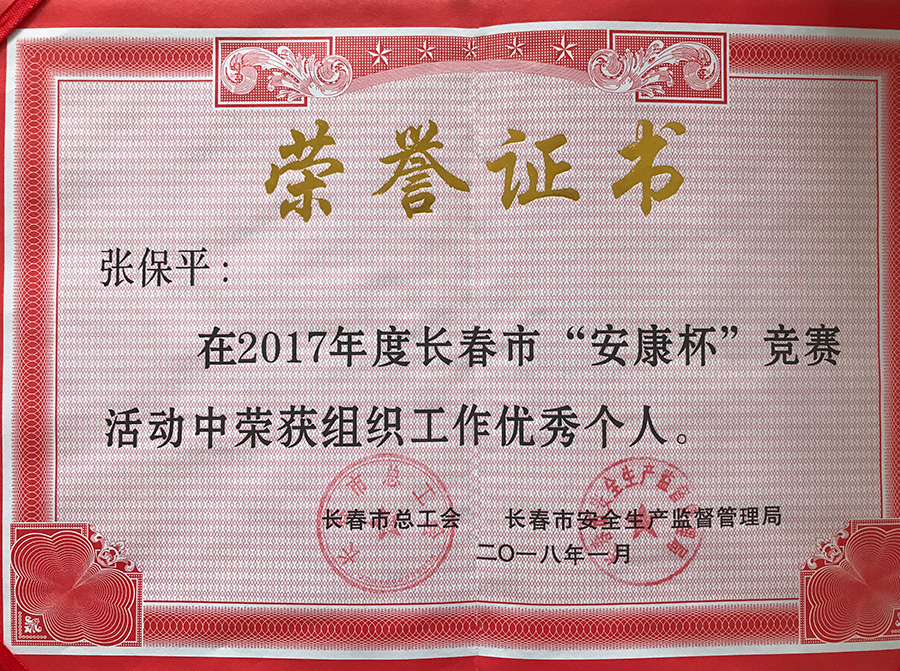 荣誉证书
张保平：
在2017年度长春市“安康杯”竞赛
活动中荣获组织工作优秀个人。
长春市总工会 长春市安全生产监督管理局
二〇一八年一月